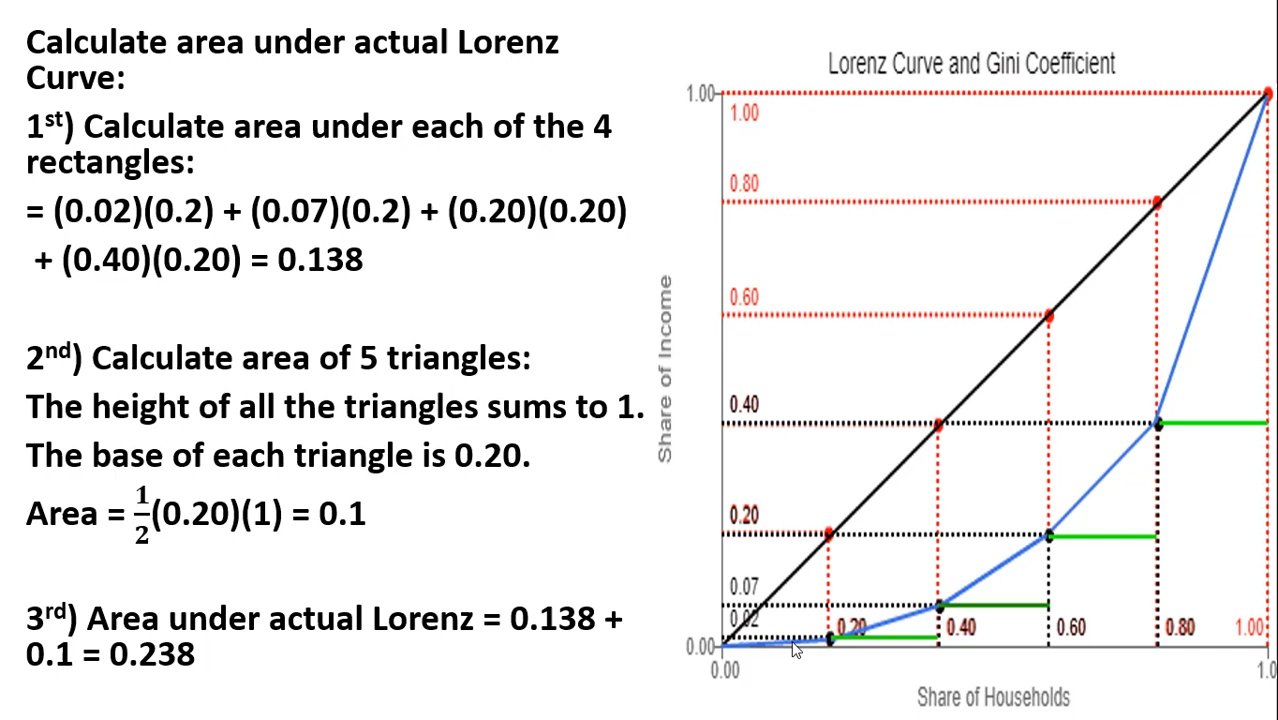 Calculate area under actual Lorenz
Curve:
1st) Calculate area under each of the 4
rectangles:
= (0.02)(0.2) + (0.07)(0.2) + (0.20)(0.20)
+ (0.40)(0.20) = 0.138
2nd) Calculate area of 5 triangles:
The height of all the triangles sums to 1.
The base of each triangle is 0.20.
Area = 1/2(0.20)(1) = 0.1
3rd) Area under actual Lorenz = 0.138 +
0.1 = 0.238
Lorenz Curve and Gini Coefficient
1.00
1.00
0.80
0.60
0.40
0.20
0.07
0.02
0.00
0.20 0.40 0.60 0.80 1.00
0.00 1.0
Share of Income
Share of Households